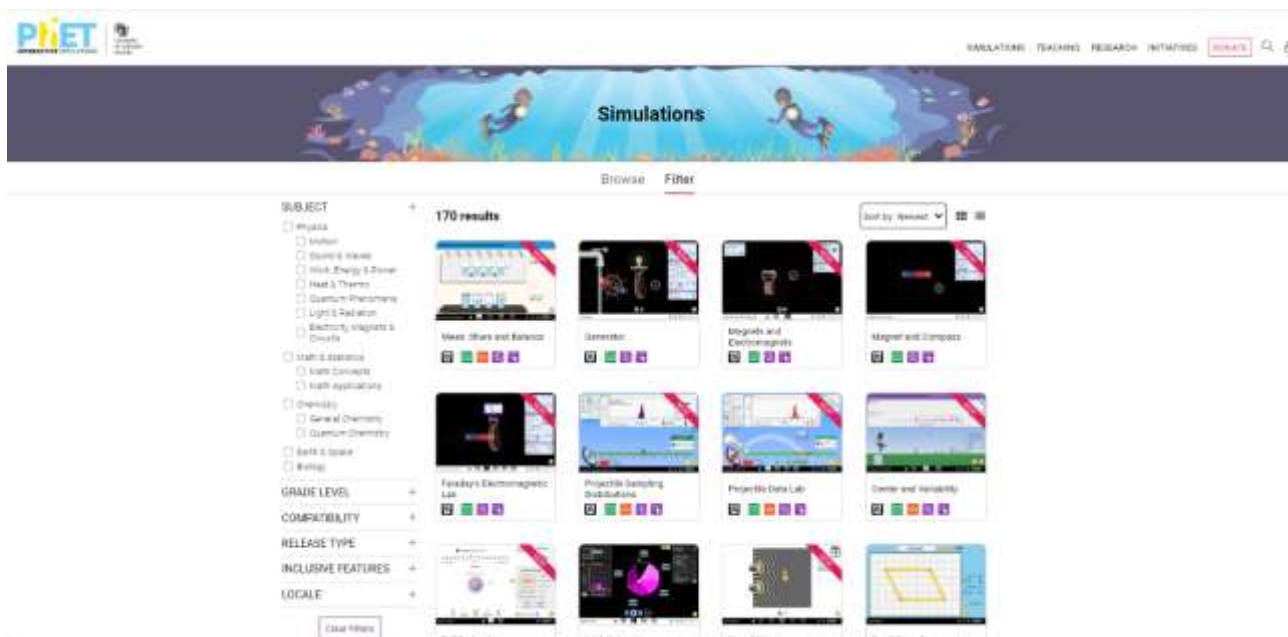 PhET
INTERACTIVE SIMULATIONS
SIMULATIONS TEACHING RESEARCH INITIATIVES DONATE
Simulations
Browse Filter
SUBJECT +
Physics
Motion
Sound & Waves
Work, Energy & Power
Heat & Thermo
Quantum Phenomena
Light & Radiation
Electricity, Magnets &
Circuits
Math & Statistics
Math Concepts
Math Applications
Chemistry
General Chemistry
Quantum Chemistry
Earth & Space
Biology
GRADE LEVEL +
COMPATIBILITY +
RELEASE TYPE +
INCLUSIVE FEATURES +
LOCALE +
Clear Filters
170 results
Sort by: Newest
Mean: Share and Balance
Generator
Magnets and
Electromagnets
Magnet and Compass
Faraday's Electromagnetic
Lab
Projectile Sampling
Distributions
Projectile Data Lab
Center and Variability